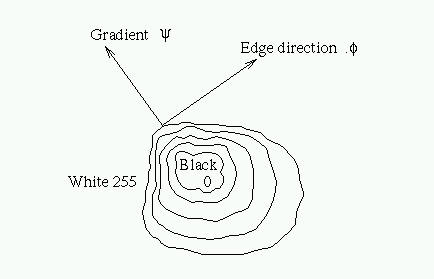 Gradient ψ
Edge direction .ϕ
Black
White 255
0